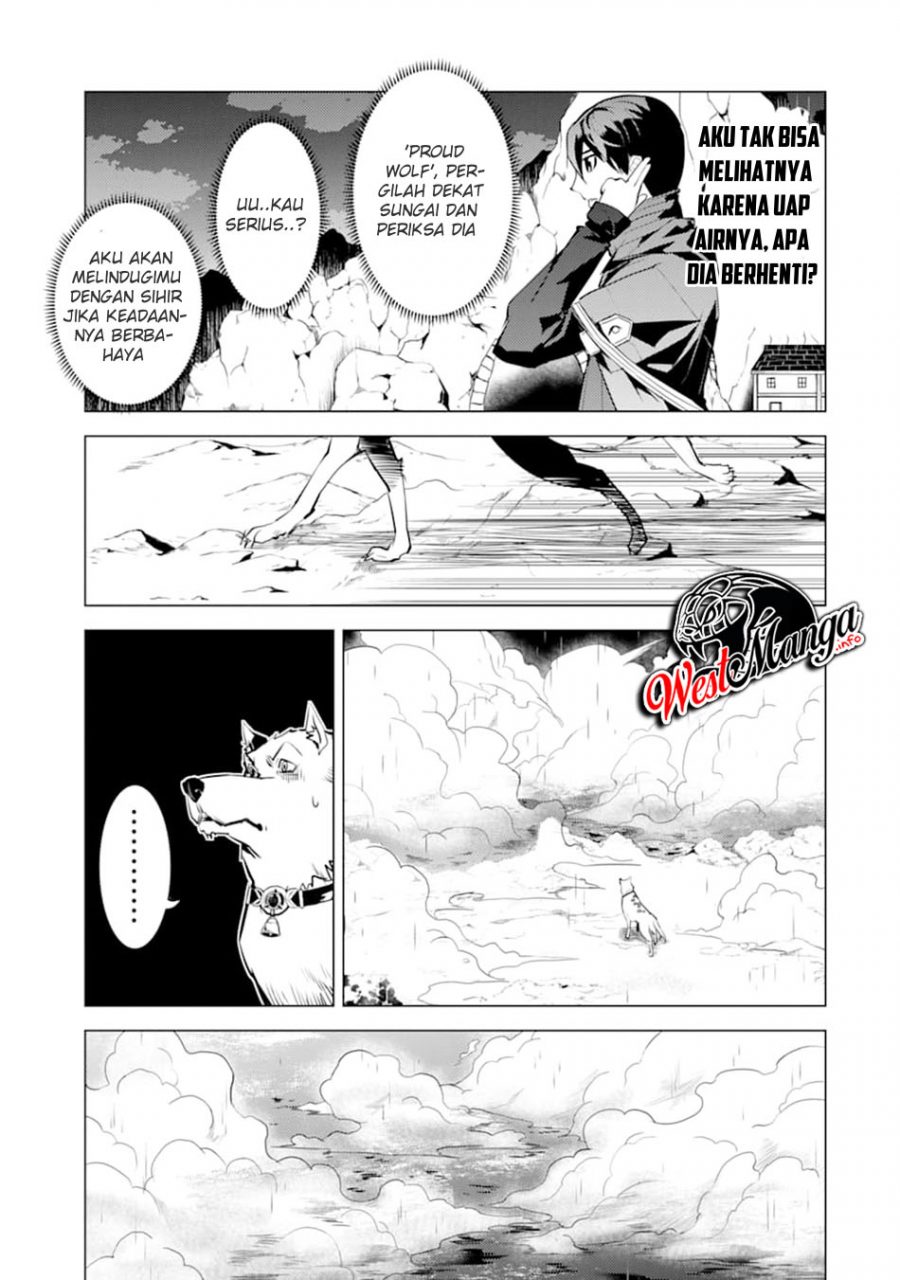 AKU TAK BISA
MELIHATNYA
KARENA UAP
AIRNYA, APA
DIA BERHENTI?
'PROUD
WOLF', PER-
GILAH DEKAT
SUNGAI DAN
PERIKSA DIA
UU..KAU
SERIUS..?
AKU AKAN
MELINDUGIMU
DENGAN SIHIR
JIKA KEADAAN-
NYA BERBA-
HAYA
WestManga
.info
.........